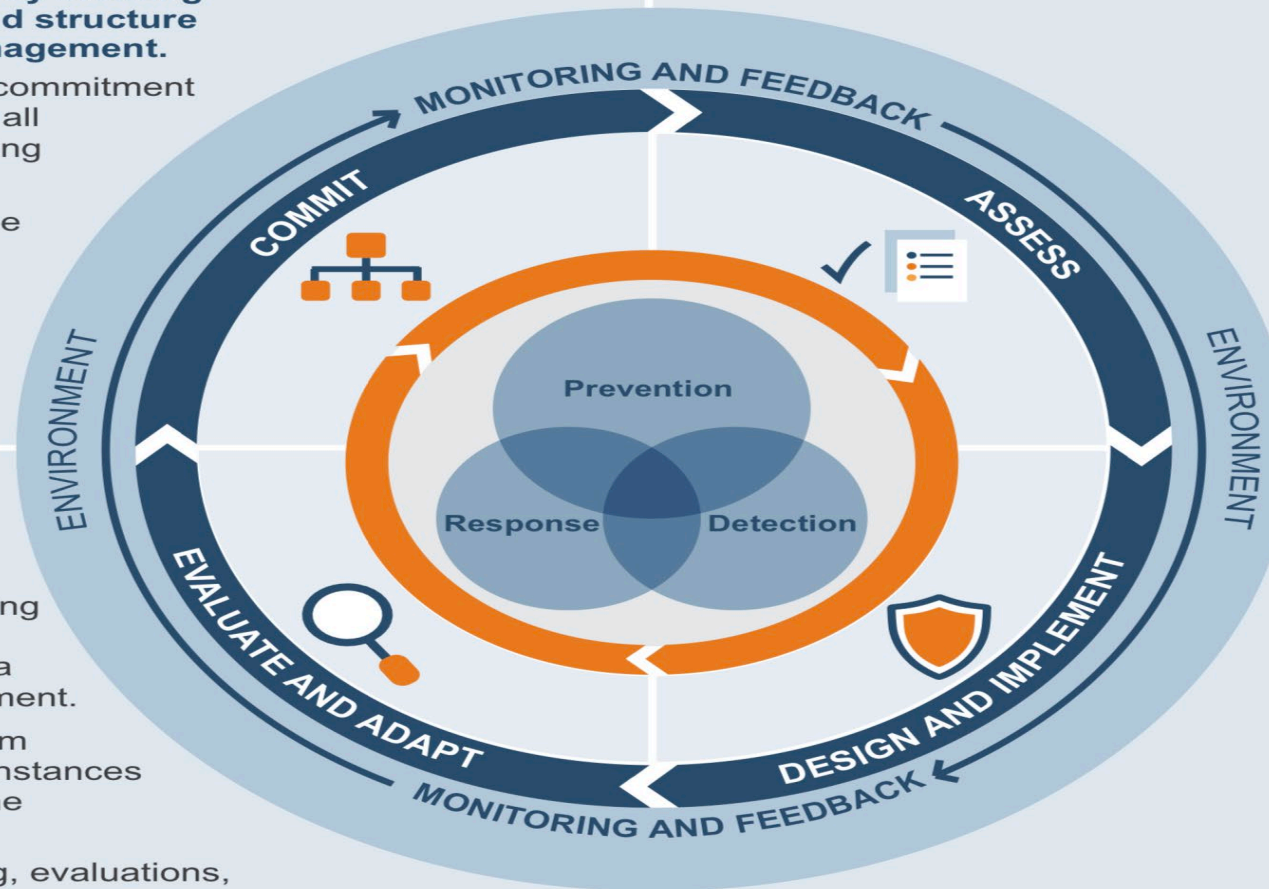 d structure
nagement.
commitment
all
ng
e
MONITORING AND FEEDBACK
COMMIT
ASSESS
ENVIRONMENT
ENVIRONMENT
Prevention
Response
Detection
EVALUATE AND ADAPT
DESIGN AND IMPLEMENT
MONITORING AND FEEDBACK
ng
a
ment.
m
nstances
ne
g, evaluations,